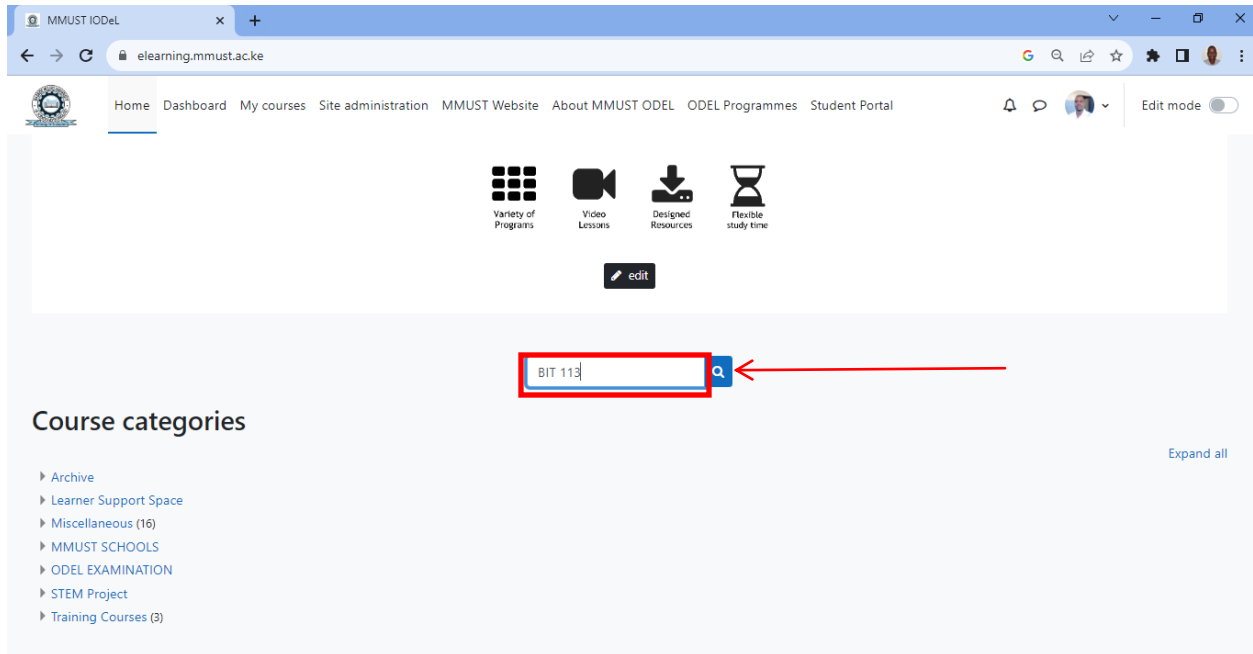 MMUST IODeL
elearning.mmust.ac.ke
Home Dashboard My courses Site administration MMUST Website About MMUST ODEL ODEL Programmes Student Portal Edit mode
Variety of Programs
Video Lessons
Designed Resources
Flexible study time
edit
BIT 113
Course categories
Expand all
Archive
Learner Support Space
Miscellaneous (16)
MMUST SCHOOLS
ODEL EXAMINATION
STEM Project
Training Courses (3)